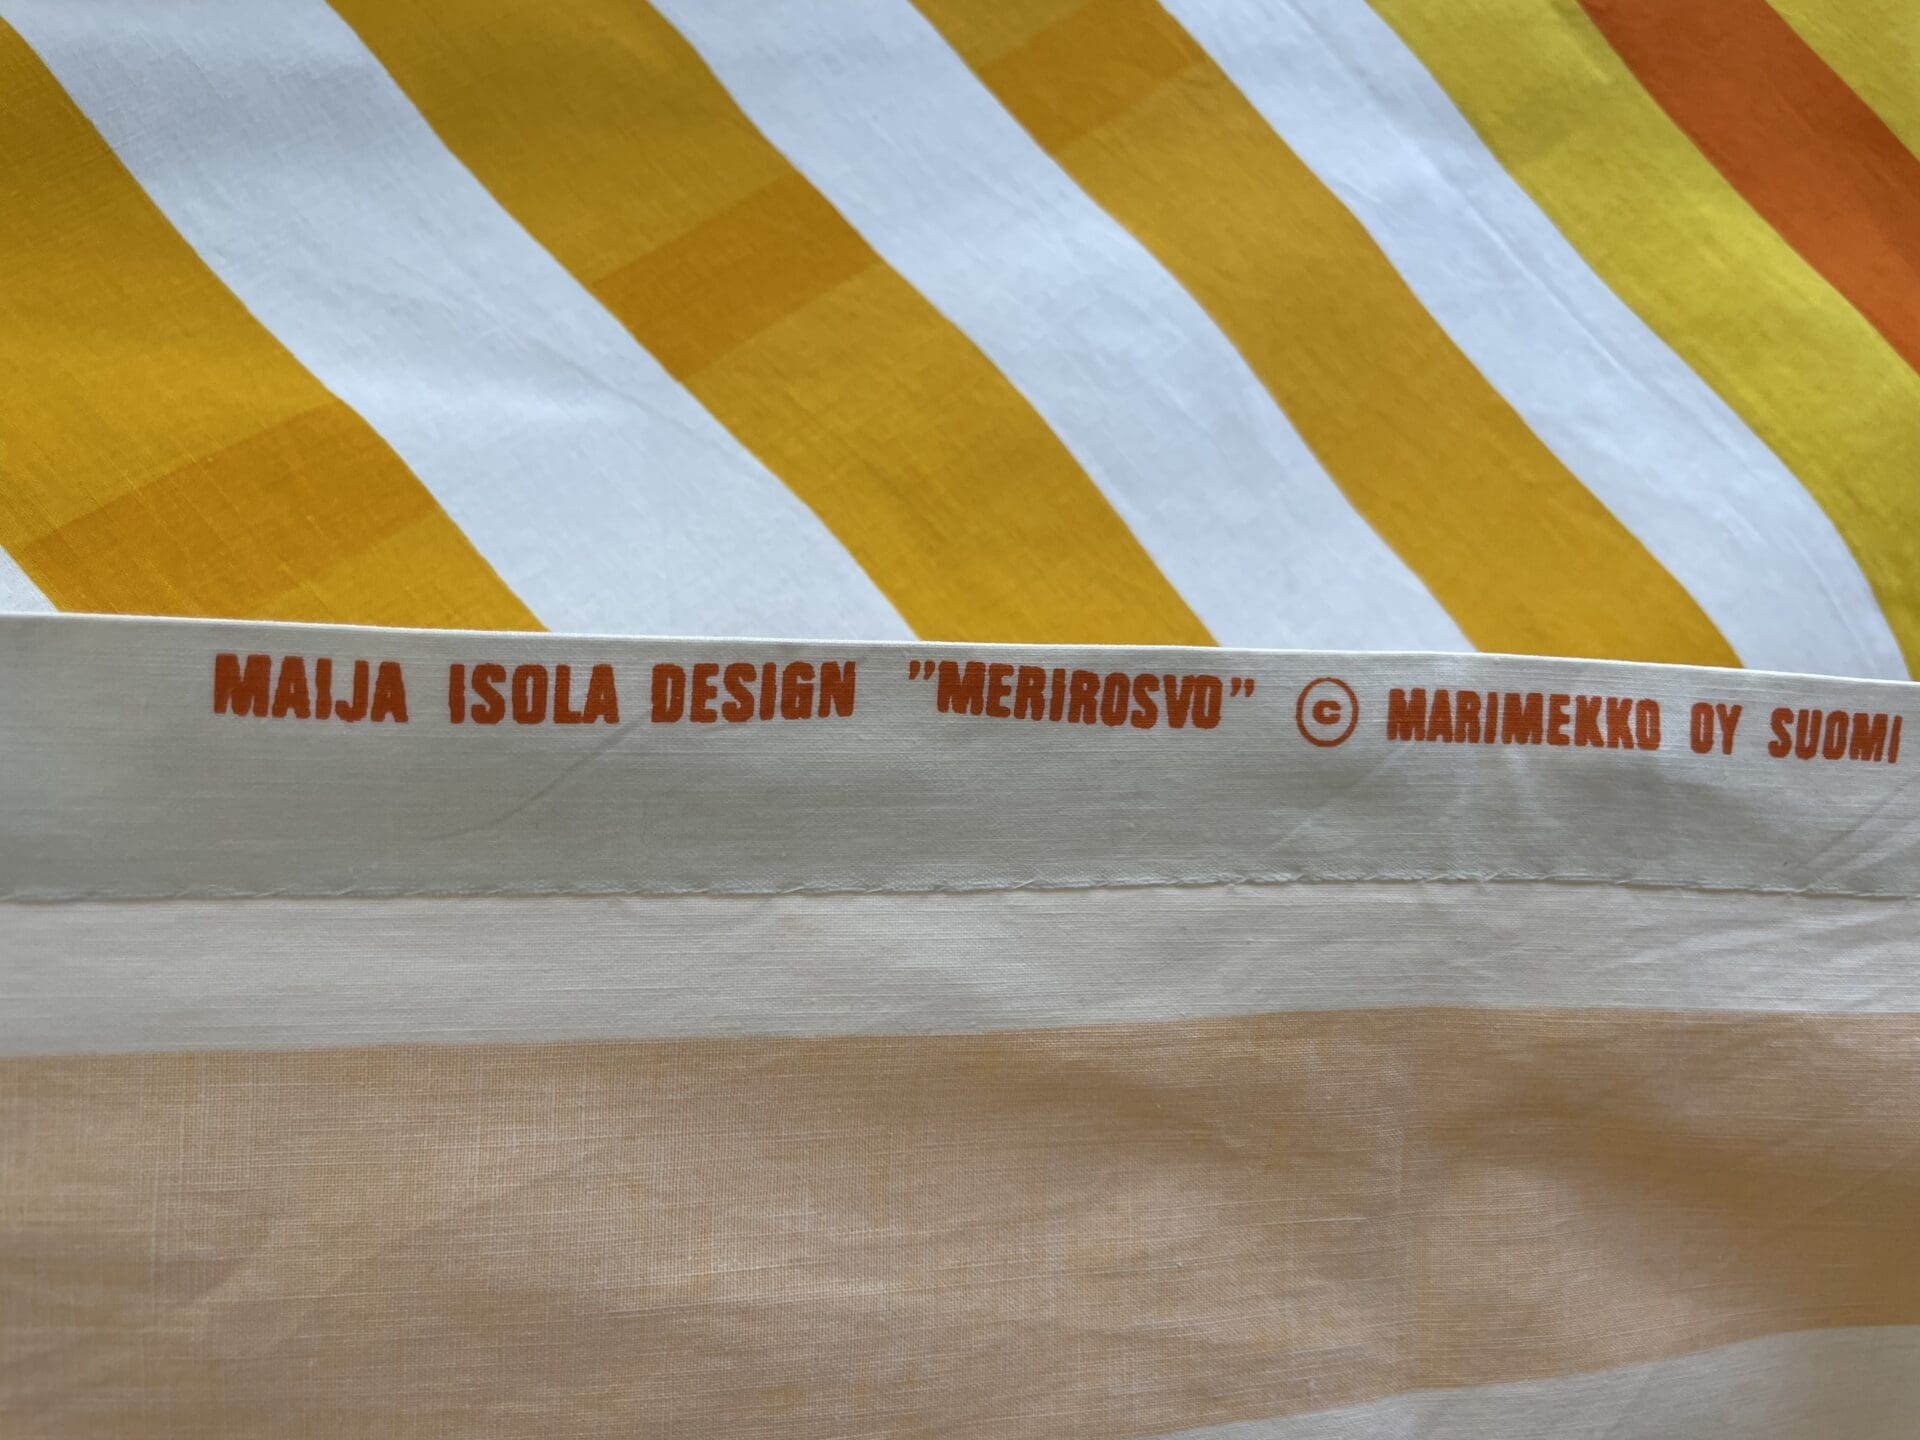 MAIJA ISOLA DESIGN ”MERIROSVO” © MARIMEKKO OY SUOMI